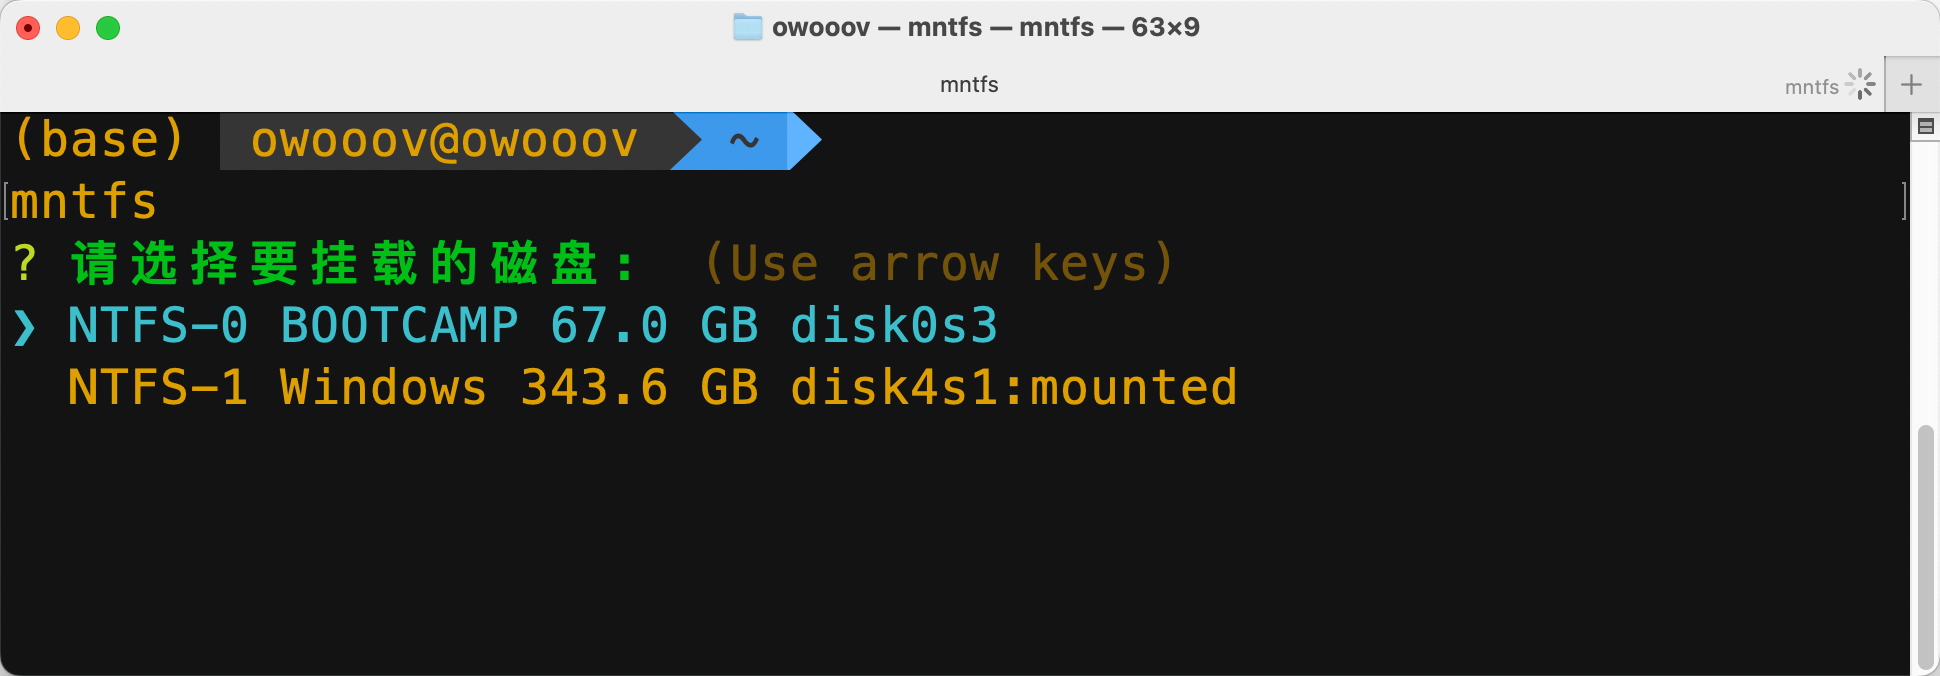 owooov — mntfs — mntfs — 63×9
mntfs
mntfs
(base) owooov@owooov ~
mntfs
? 请选择要挂载的磁盘: (Use arrow keys)
❯ NTFS-0 BOOTCAMP 67.0 GB disk0s3
NTFS-1 Windows 343.6 GB disk4s1:mounted